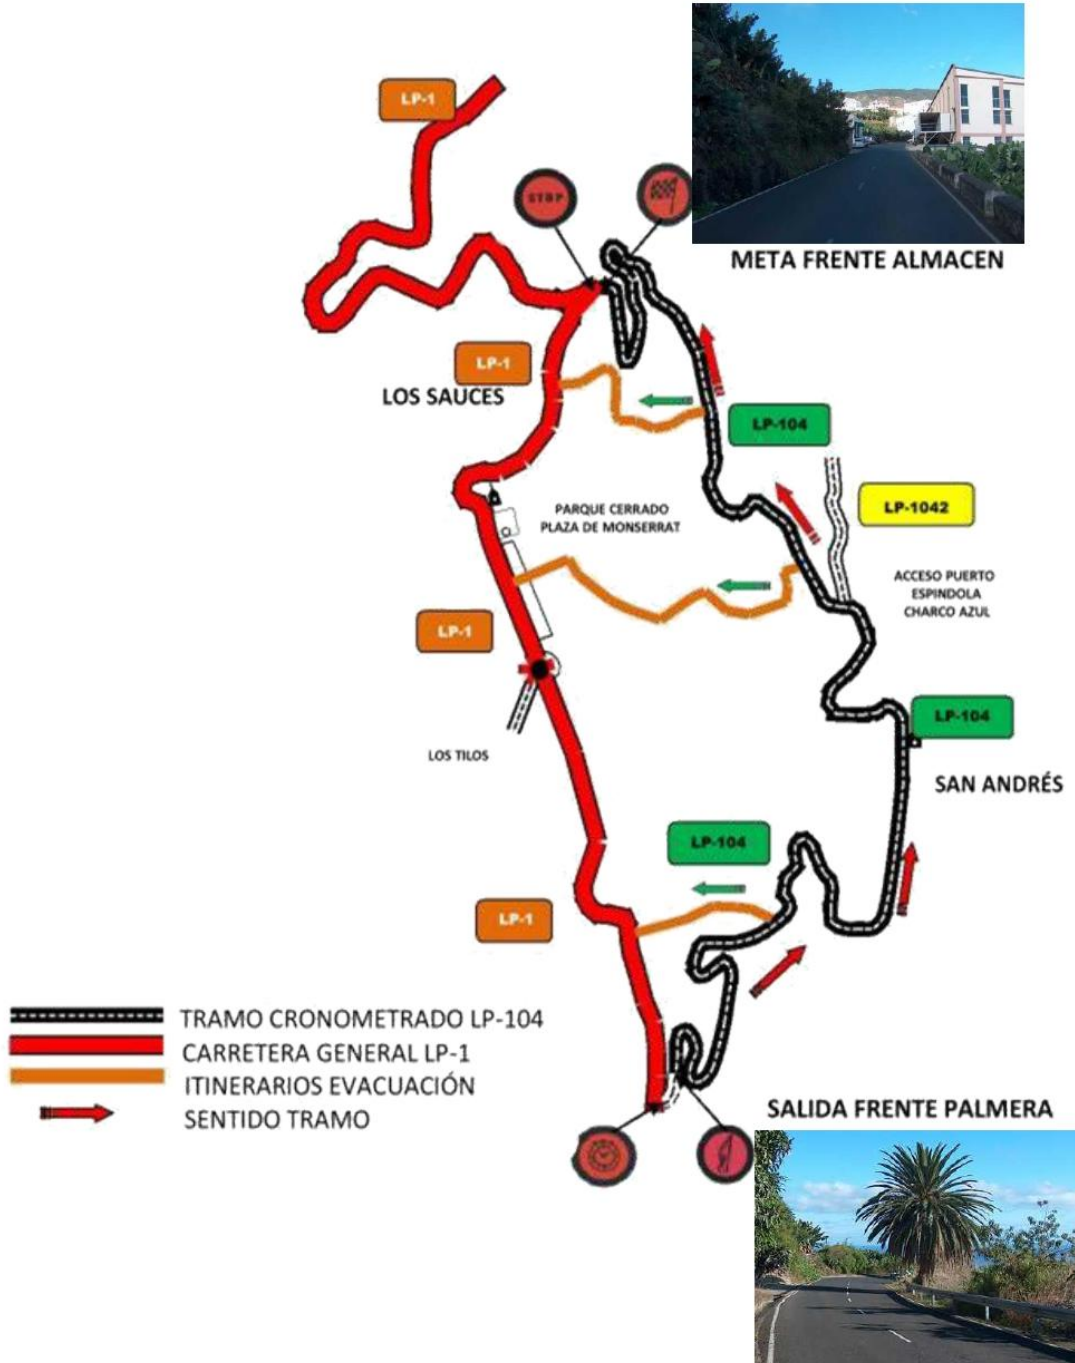 LP-1
STOP
META FRENTE ALMACEN
LP-1
LOS SAUCES
LP-104
PARQUE CERRADO
PLAZA DE MONSERRAT
LP-1042
ACCESO PUERTO
ESPINDOLA
CHARCO AZUL
LP-1
LP-104
LOS TILOS
SAN ANDRÉS
LP-104
LP-1
TRAMO CRONOMETRADO LP-104
CARRETERA GENERAL LP-1
ITINERARIOS EVACUACIÓN
SENTIDO TRAMO
SALIDA FRENTE PALMERA